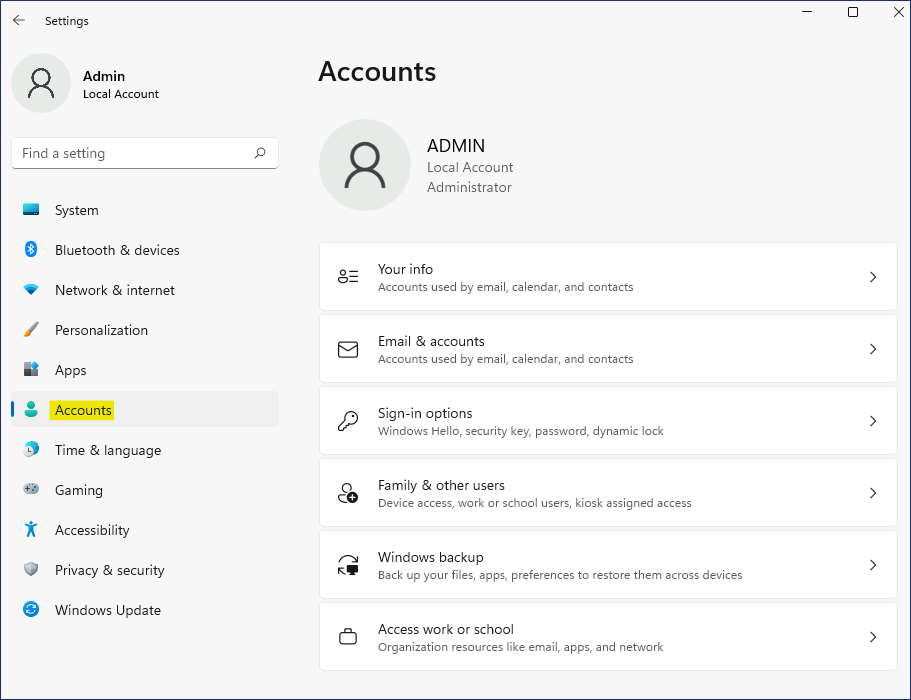 Settings
Admin
Local Account
Find a setting
System
Bluetooth & devices
Network & internet
Personalization
Apps
Accounts
Time & language
Gaming
Accessibility
Privacy & security
Windows Update
Accounts
ADMIN
Local Account
Administrator
Your info
Accounts used by email, calendar, and contacts
Email & accounts
Accounts used by email, calendar, and contacts
Sign-in options
Windows Hello, security key, password, dynamic lock
Family & other users
Device access, work or school users, kiosk assigned access
Windows backup
Back up your files, apps, preferences to restore them across devices
Access work or school
Organization resources like email, apps, and network